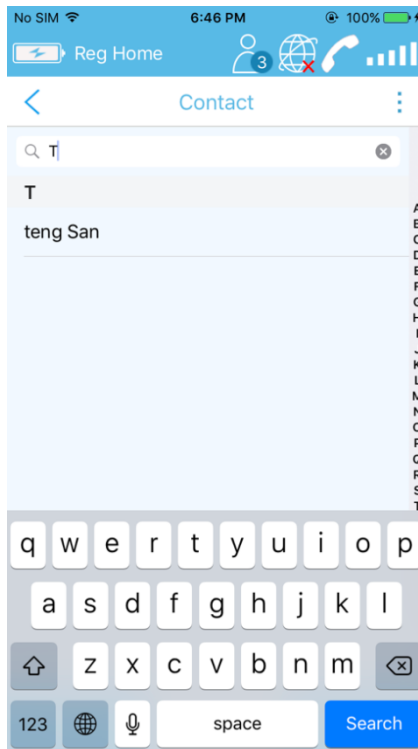 No SIM 6:46 PM 100%
Reg Home 3
Contact
T
T
teng San
A
B
C
D
E
F
G
H
I
J
K
L
M
N
O
P
Q
R
S
T
q w e r t y u i o p
a s d f g h j k l
z x c v b n m
123 space Search